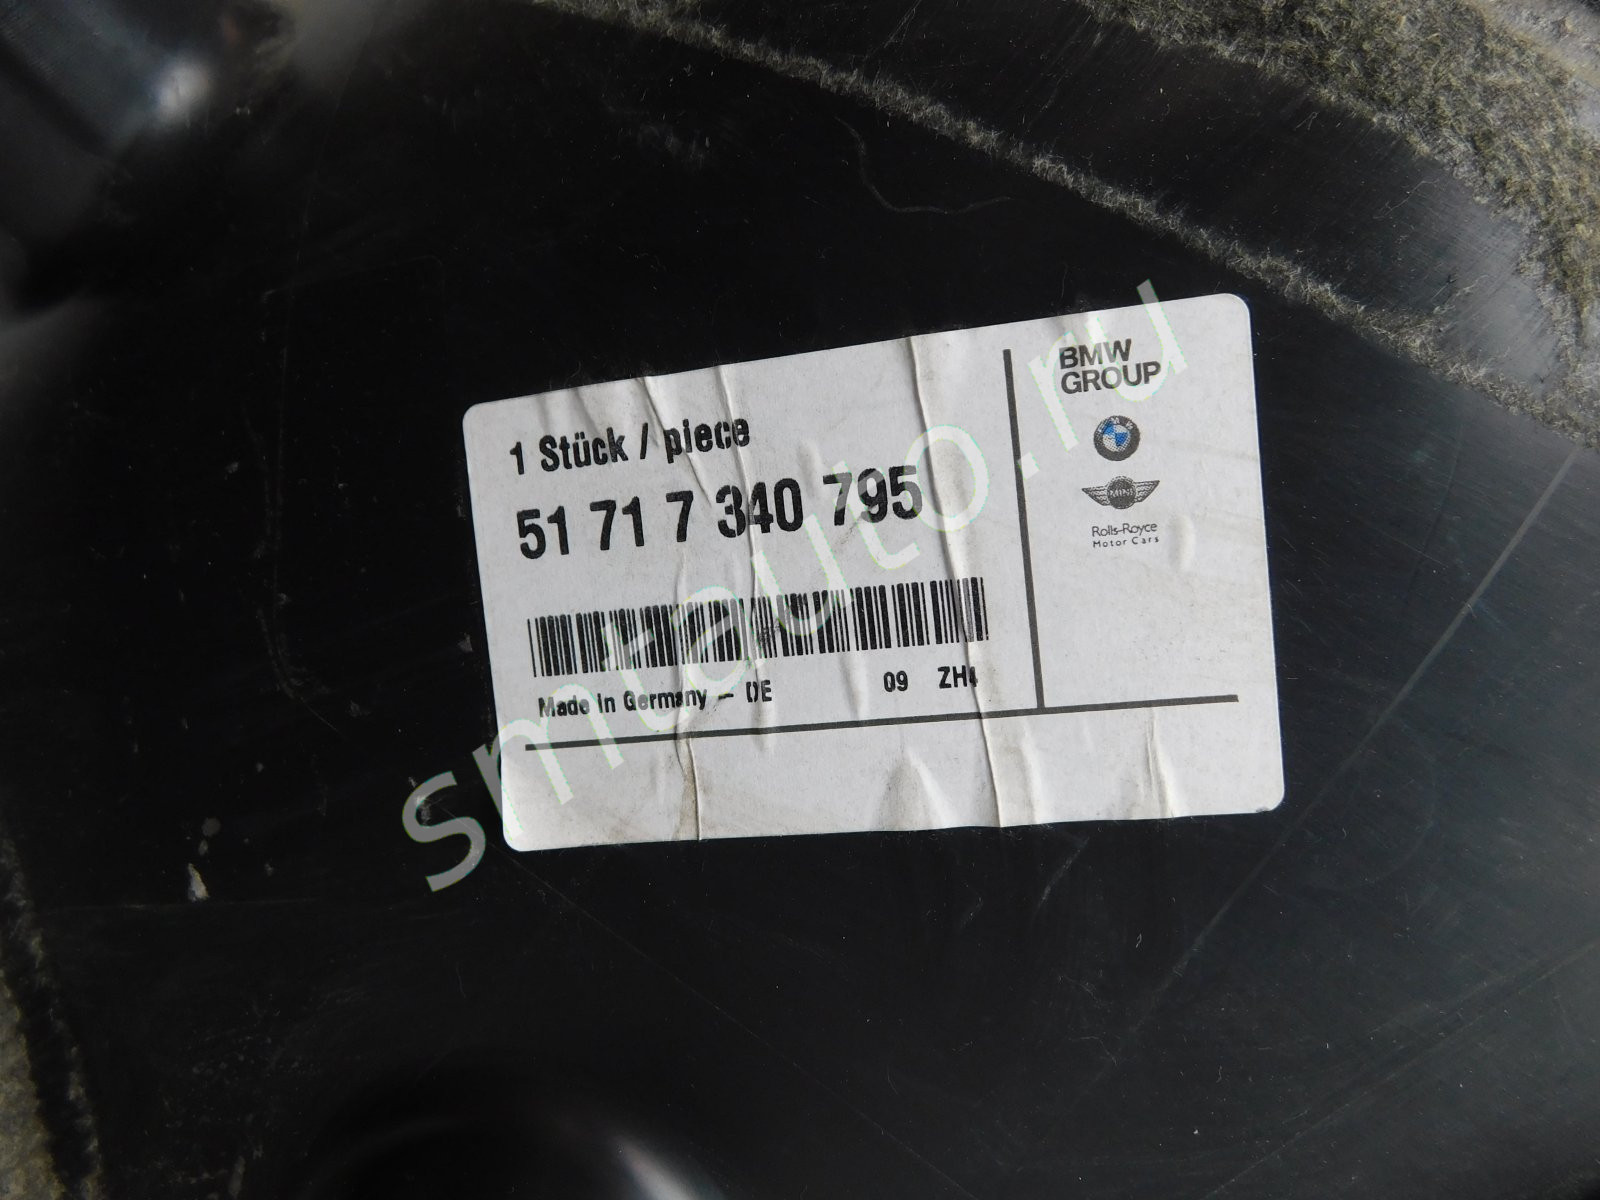 1 Stück / piece
51 71 7 340 795
Made in Germany – DE 09 ZH4
BMW
GROUP
MINI
Rolls-Royce
Motor Cars
smtauto.ru